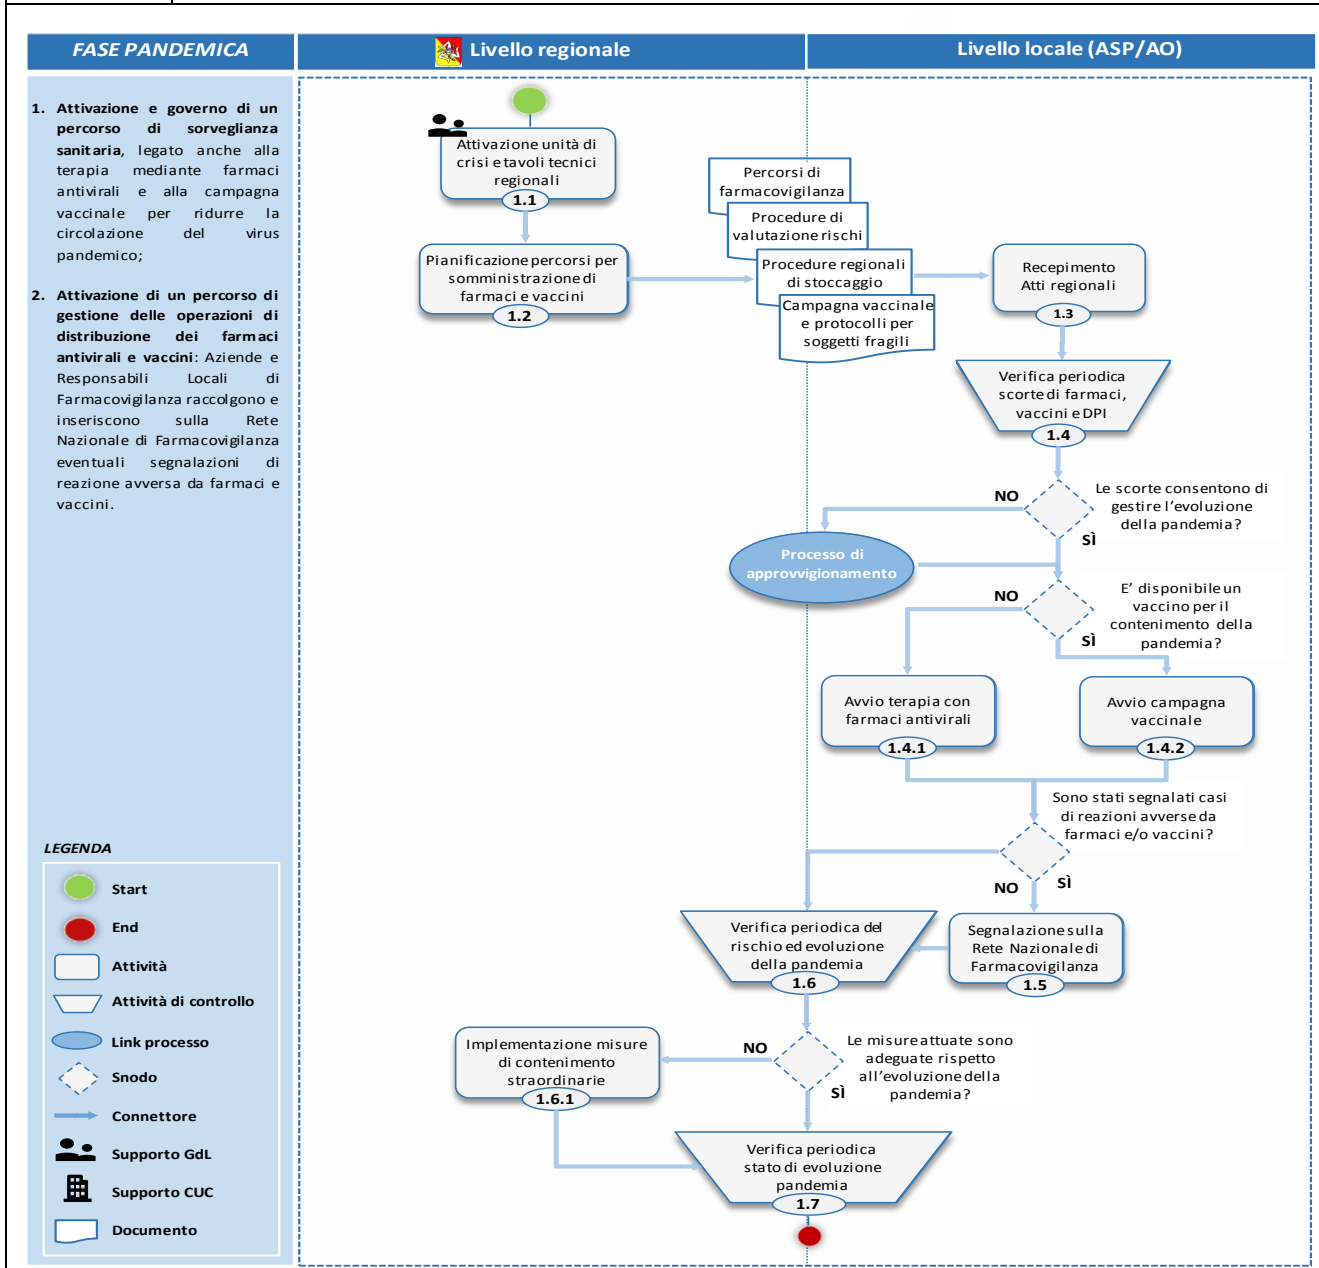 FASE PANDEMICA
Livello regionale
Livello locale (ASP/AO)
1. Attivazione e governo di un
percorso di sorveglianza
sanitaria, legato anche alla
terapia mediante farmaci
antivirali e alla campagna
vaccinale per ridurre la
circolazione del virus
pandemico;
2. Attivazione di un percorso di
gestione delle operazioni di
distribuzione dei farmaci
antivirali e vaccini: Aziende e
Responsabili Locali di
Farmacovigilanza raccolgono e
inseriscono sulla Rete
Nazionale di Farmacovigilanza
eventuali segnalazioni di
reazione avversa da farmaci e
vaccini.
LEGENDA
Start
End
Attività
Attività di controllo
Link processo
Snodo
Connettore
Supporto GdL
Supporto CUC
Documento
Attivazione unità di
crisi e tavoli tecnici
regionali
1.1
Pianificazione percorsi per
somministrazione di
farmaci e vaccini
1.2
Percorsi di
farmacovigilanza
Procedure di
valutazione rischi
Procedure regionali
di stoccaggio
Campagna vaccinale
e protocolli per
soggetti fragili
Recepimento
Atti regionali
1.3
Verifica periodica
scorte di farmaci,
vaccini e DPI
1.4
Le scorte consentono di
gestire l'evoluzione
della pandemia?
NO
SÌ
Processo di
approvvigionamento
E' disponibile un
vaccino per il
contenimento della
pandemia?
NO
SÌ
Avvio terapia con
farmaci antivirali
1.4.1
Avvio campagna
vaccinale
1.4.2
Sono stati segnalati casi
di reazioni avverse da
farmaci e/o vaccini?
NO
SÌ
Segnalazione sulla
Rete Nazionale di
Farmacovigilanza
1.5
Verifica periodica del
rischio ed evoluzione
della pandemia
1.6
Le misure attuate sono
adeguate rispetto
all'evoluzione della
pandemia?
NO
SÌ
Implementazione misure
di contenimento
straordinarie
1.6.1
Verifica periodica
stato di evoluzione
pandemia
1.7